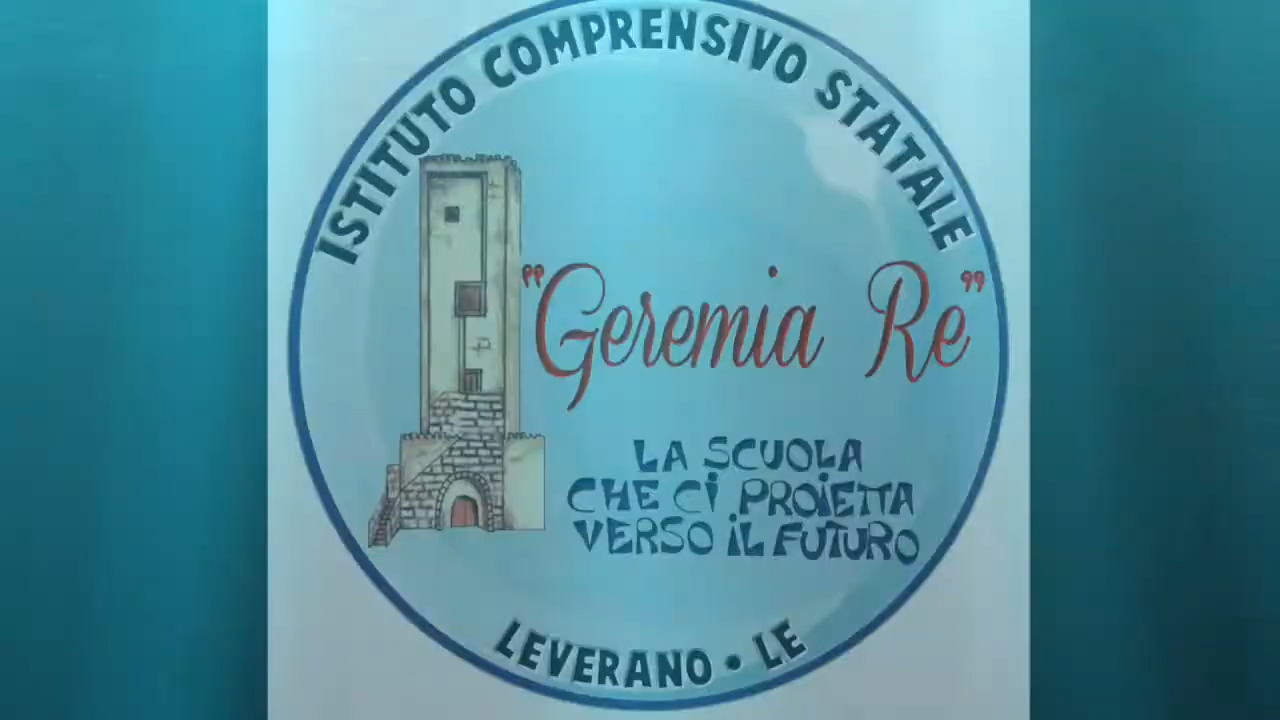 ISTITUTO COMPRENSIVO STATALE
"Geremia Re"
LA SCUOLA
CHE CI PROIETTA
VERSO IL FUTURO
LEVERANO • LE